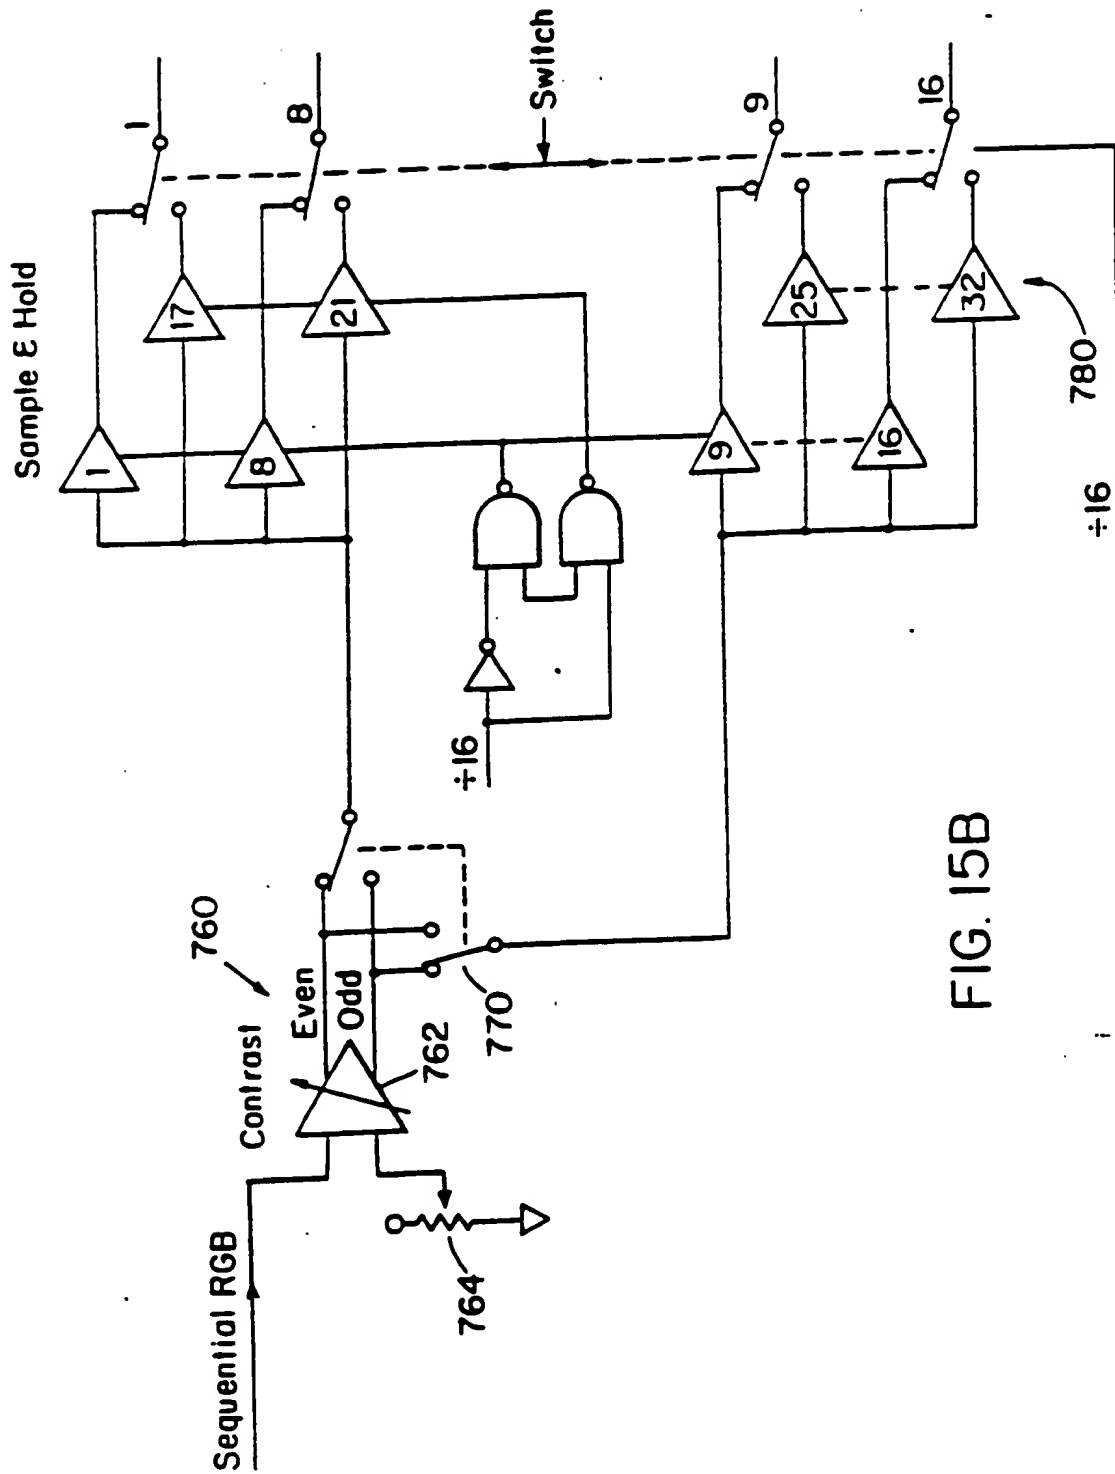 Sequential RGB
764
Contrast
760
Even
Odd
762
770
÷16
Sample & Hold
1
17
8
21
9
25
16
32
780
1
8
Switch
9
16
÷16
FIG. 15B